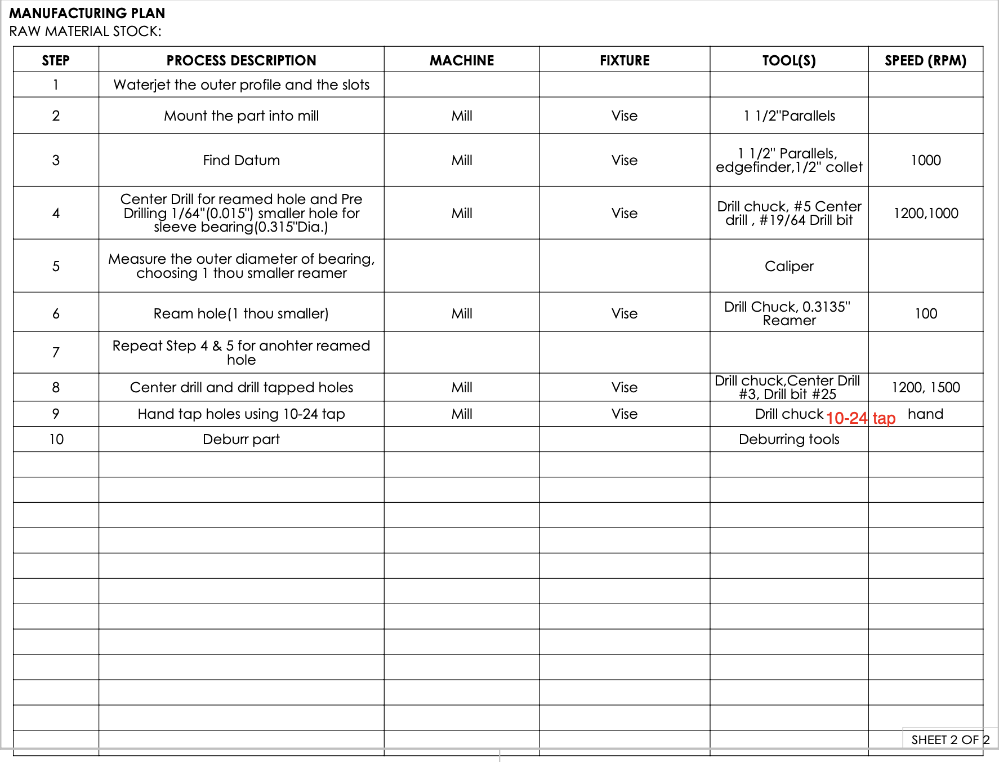 MANUFACTURING PLAN
RAW MATERIAL STOCK:
STEP PROCESS DESCRIPTION MACHINE FIXTURE TOOL(S) SPEED (RPM)
1 Waterjet the outer profile and the slots
2 Mount the part into mill Mill Vise 1 1/2"Parallels
3 Find Datum Mill Vise 1 1/2" Parallels,
edgefinder,1/2" collet 1000
4 Center Drill for reamed hole and Pre
Drilling 1/64"(0.015") smaller hole for
sleeve bearing(0.315"Dia.) Mill Vise Drill chuck, #5 Center
drill , #19/64 Drill bit 1200,1000
5 Measure the outer diameter of bearing,
choosing 1 thou smaller reamer Caliper
6 Ream hole(1 thou smaller) Mill Vise Drill Chuck, 0.3135"
Reamer 100
7 Repeat Step 4 & 5 for anohter reamed
hole
8 Center drill and drill tapped holes Mill Vise Drill chuck,Center Drill
#3, Drill bit #25 1200, 1500
9 Hand tap holes using 10-24 tap Mill Vise Drill chuck 10-24 tap hand
10 Deburr part Deburring tools
SHEET 2 OF 2